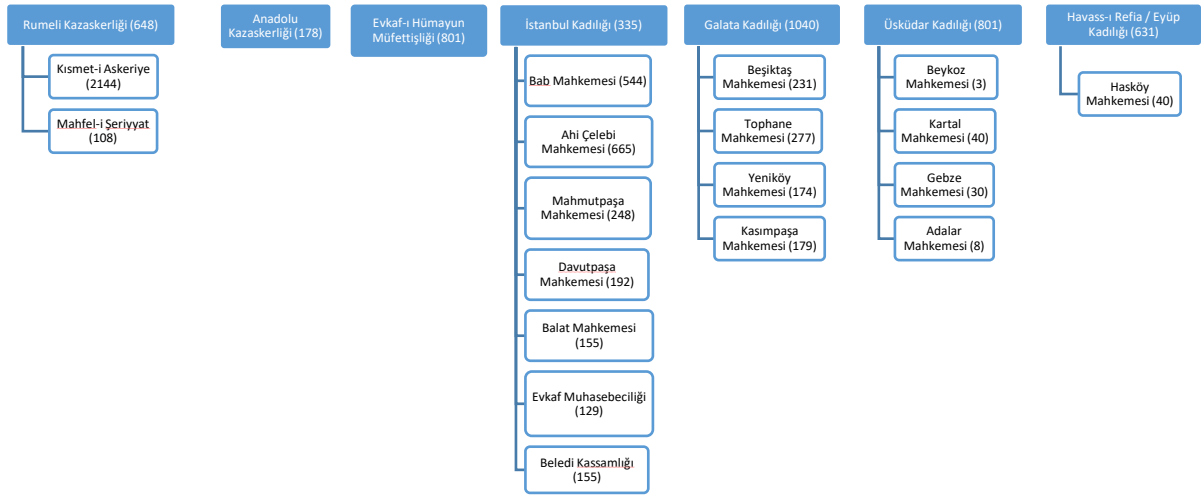 Rumeli Kazaskerliği (648)
Kısmet-i Askeriye
(2144)
Mahfel-i Şeriyyat
(108)
Anadolu
Kazaskerliği (178)
Evkaf-ı Hümayun
Müfettişliği (801)
İstanbul Kadılığı (335)
Bab Mahkemesi (544)
Ahi Çelebi
Mahkemesi (665)
Mahmutpaşa
Mahkemesi (248)
Davutpaşa
Mahkemesi (192)
Balat Mahkemesi
(155)
Evkaf Muhasebeciliği
(129)
Beledi Kassamlığı
(155)
Galata Kadılığı (1040)
Beşiktaş
Mahkemesi (231)
Tophane
Mahkemesi (277)
Yeniköy
Mahkemesi (174)
Kasımpaşa
Mahkemesi (179)
Üsküdar Kadılığı (801)
Beykoz
Mahkemesi (3)
Kartal
Mahkemesi (40)
Gebze
Mahkemesi (30)
Adalar
Mahkemesi (8)
Havass-ı Refia / Eyüp
Kadılığı (631)
Hasköy
Mahkemesi (40)